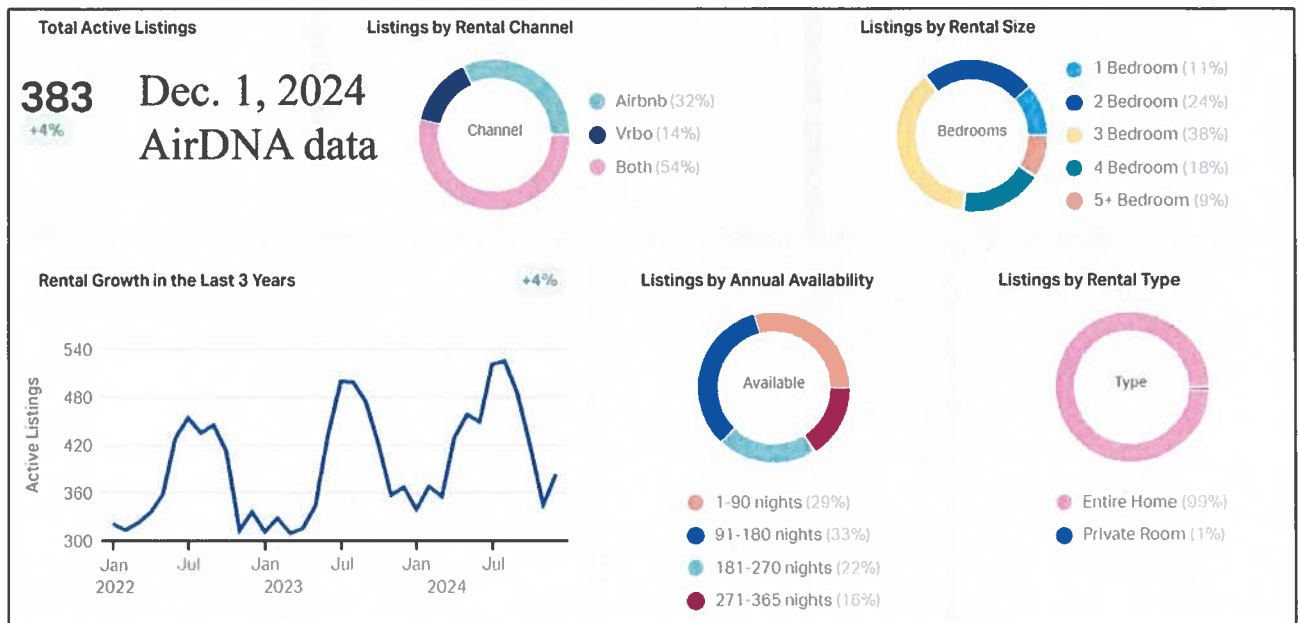 Total Active Listings
383
+4%
Dec. 1, 2024
AirDNA data
Listings by Rental Channel
Channel
Airbnb (32%)
Vrbo (14%)
Both (54%)
Listings by Rental Size
Bedrooms
1 Bedroom (11%)
2 Bedroom (24%)
3 Bedroom (38%)
4 Bedroom (18%)
5+ Bedroom (9%)
Rental Growth in the Last 3 Years
+4%
Active Listings
540
480
420
360
300
Jan
Jul
Jan
Jul
Jan
Jul
2022
2023
2024
Listings by Annual Availability
Available
1-90 nights (29%)
91-180 nights (33%)
181-270 nights (22%)
271-365 nights (16%)
Listings by Rental Type
Type
Entire Home (99%)
Private Room (1%)